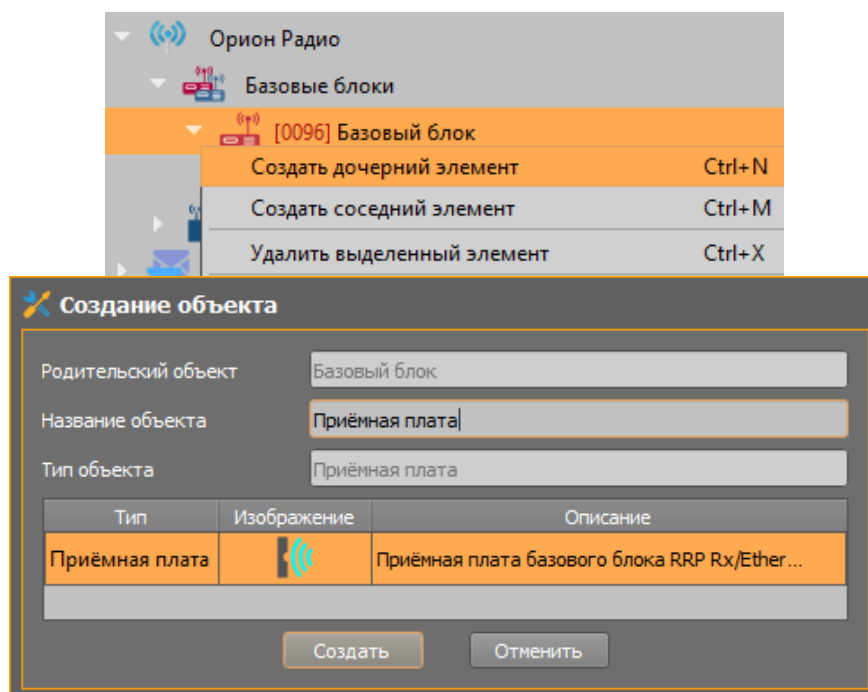 Орион Радио
Базовые блоки
[0096] Базовый блок
Создать дочерний элемент Ctrl+N
Создать соседний элемент Ctrl+M
Удалить выделенный элемент Ctrl+X
Создание объекта
Родительский объект Базовый блок
Название объекта Приёмная плата
Тип объекта Приёмная плата
Тип Изображение Описание
Приёмная плата Приёмная плата базового блока RRP Rx/Ether...
Создать Отменить